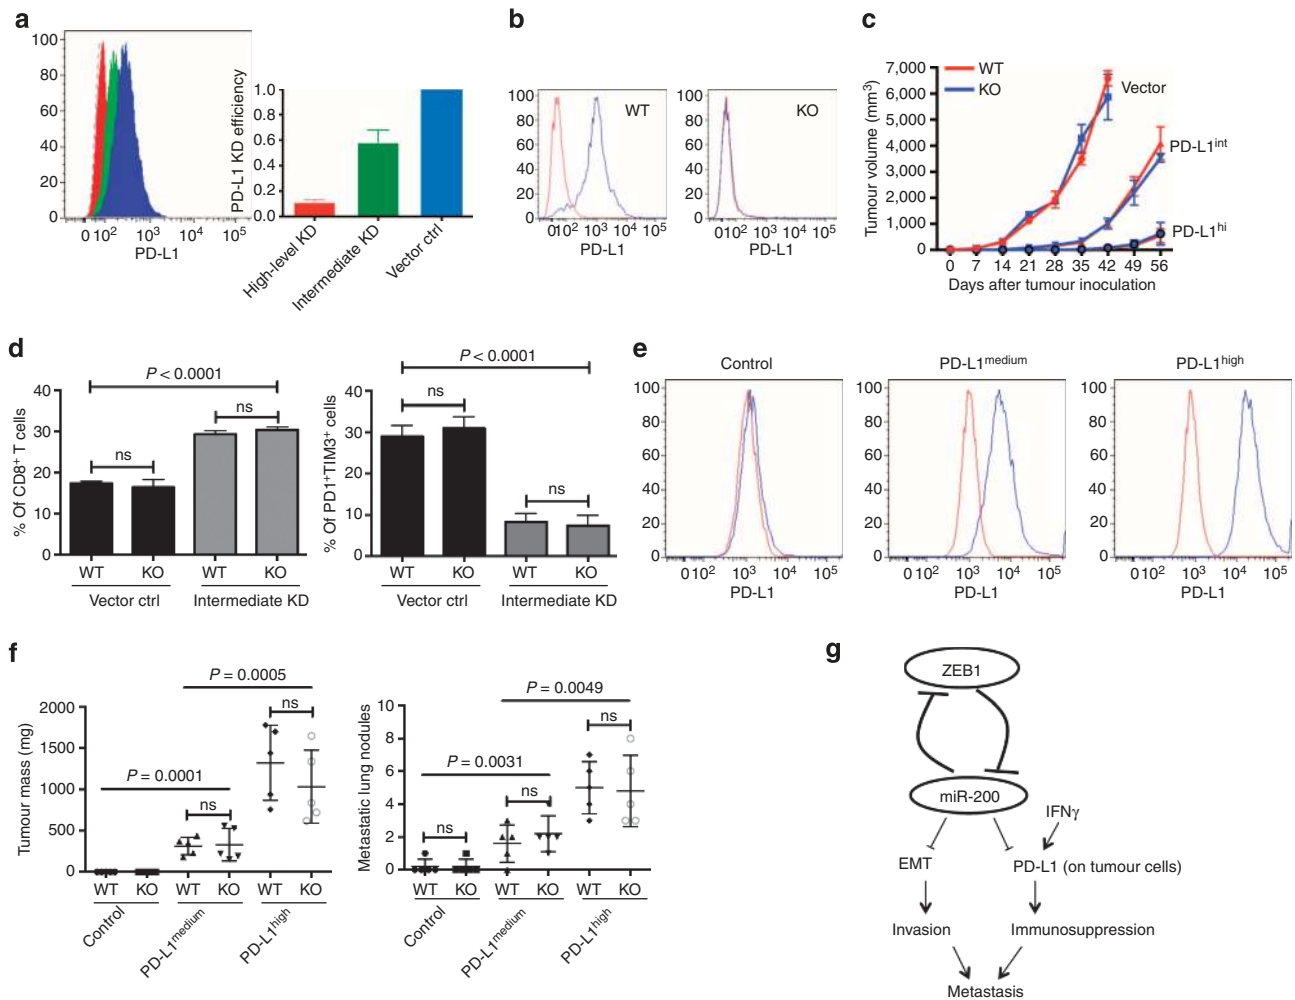 a
100
80
60
40
20
0
0 10² 10³ 10⁴ 10⁵
PD-L1
PD-L1 KD efficiency
1.0
0.8
0.6
0.4
0.2
0.0
High-level KD
Intermediate KD
Vector ctrl
b
100
80
60
40
20
0
WT
010² 10³ 10⁴ 10⁵
PD-L1
100
80
60
40
20
0
KO
010² 10³ 10⁴ 10⁵
PD-L1
c
WT
KO
Tumour volume (mm³)
7,000
6,000
5,000
4,000
3,000
2,000
1,000
0
Vector
PD-L1ⁱⁿᵗ
PD-L1ʰⁱ
0 7 14 21 28 35 42 49 56
Days after tumour inoculation
d
P < 0.0001
ns
ns
% Of CD8⁺ T cells
40
30
20
10
0
WT KO WT KO
Vector ctrl Intermediate KD
P < 0.0001
ns
ns
% Of PD1⁺TIM3⁺ cells
40
30
20
10
0
WT KO WT KO
Vector ctrl Intermediate KD
e
Control
100
80
60
40
20
0
0 10² 10³ 10⁴ 10⁵
PD-L1
PD-L1ᵐᵉᵈⁱᵘᵐ
100
80
60
40
20
0
0 10² 10³ 10⁴ 10⁵
PD-L1
PD-L1ʰⁱᵍʰ
100
80
60
40
20
0
0 10² 10³ 10⁴ 10⁵
PD-L1
f
P = 0.0005
ns
P = 0.0001
ns
Tumour mass (mg)
2000
1500
1000
500
0
WT KO WT KO WT KO
Control
PD-L1ᵐᵉᵈⁱᵘᵐ
PD-L1ʰⁱᵍʰ
P = 0.0049
ns
P = 0.0031
ns
ns
Metastatic lung nodules
10
8
6
4
2
0
WT KO WT KO WT KO
Control
PD-L1ᵐᵉᵈⁱᵘᵐ
PD-L1ʰⁱᵍʰ
g
ZEB1
miR-200
IFNγ
EMT
PD-L1 (on tumour cells)
Invasion
Immunosuppression
Metastasis